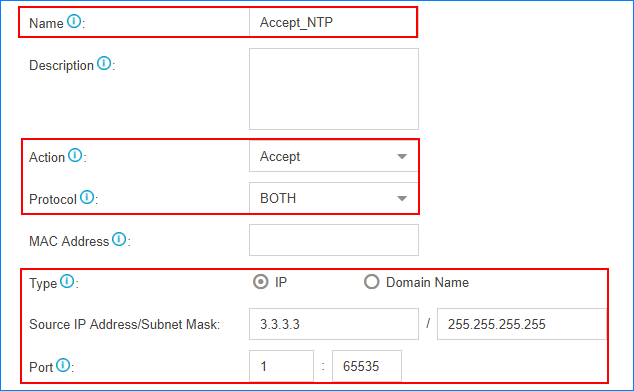 Name ⓘ: Accept_NTP
Description ⓘ:
Action ⓘ: Accept
Protocol ⓘ: BOTH
MAC Address ⓘ:
Type ⓘ: IP Domain Name
Source IP Address/Subnet Mask: 3.3.3.3 / 255.255.255.255
Port ⓘ: 1 : 65535